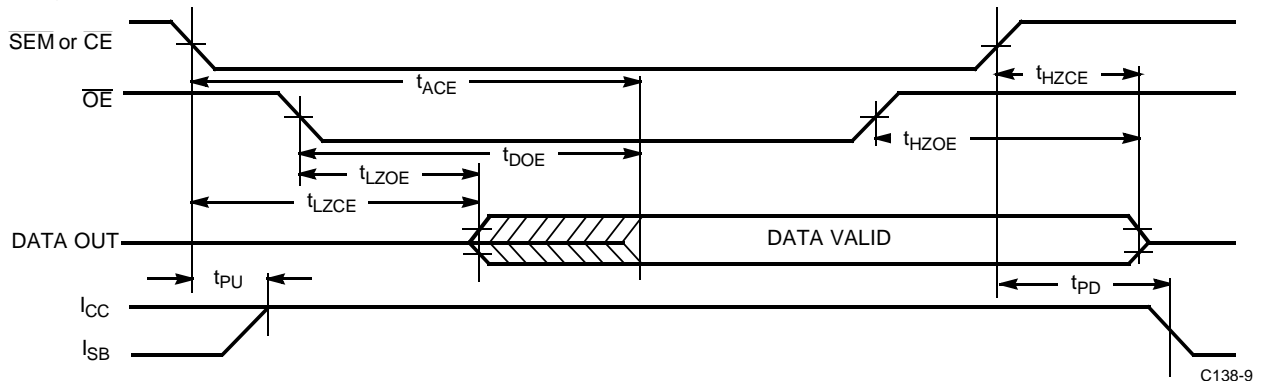 SEM or CE
tACE
tHZCE
OE
tHZOE
tDOE
tLZOE
tLZCE
DATA OUT
DATA VALID
tPU
tPD
ICC
ISB
C138-9